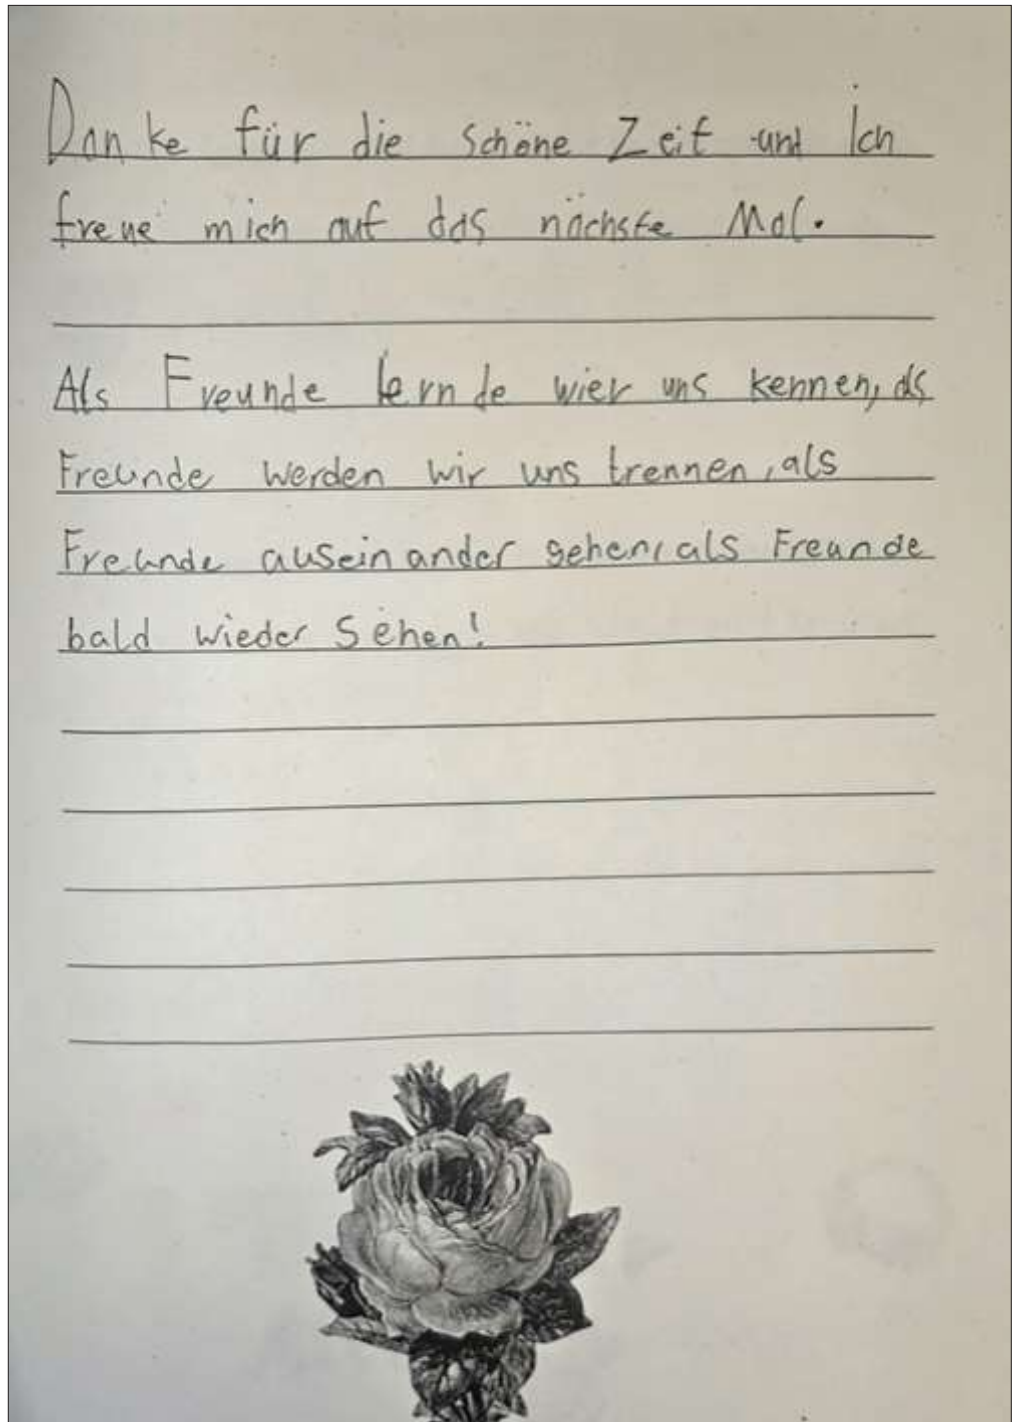 Danke für die schöne Zeit und Ich
freue mich auf das nächste Mal.
Als Freunde lernde wier uns kennen, als
Freunde werden wir uns trennen, als
Freunde auseinander gehen, als Freunde
bald wieder sehen!